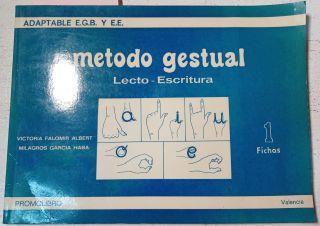 ADAPTABLE E.G.B. Y E.E.
metodo gestual
Lecto - Escritura
a i u
o e
VICTORIA FALOMIR ALBERT
MILAGROS GARCIA HABA
1
Fichas
PROMOLIBRO
Valencia